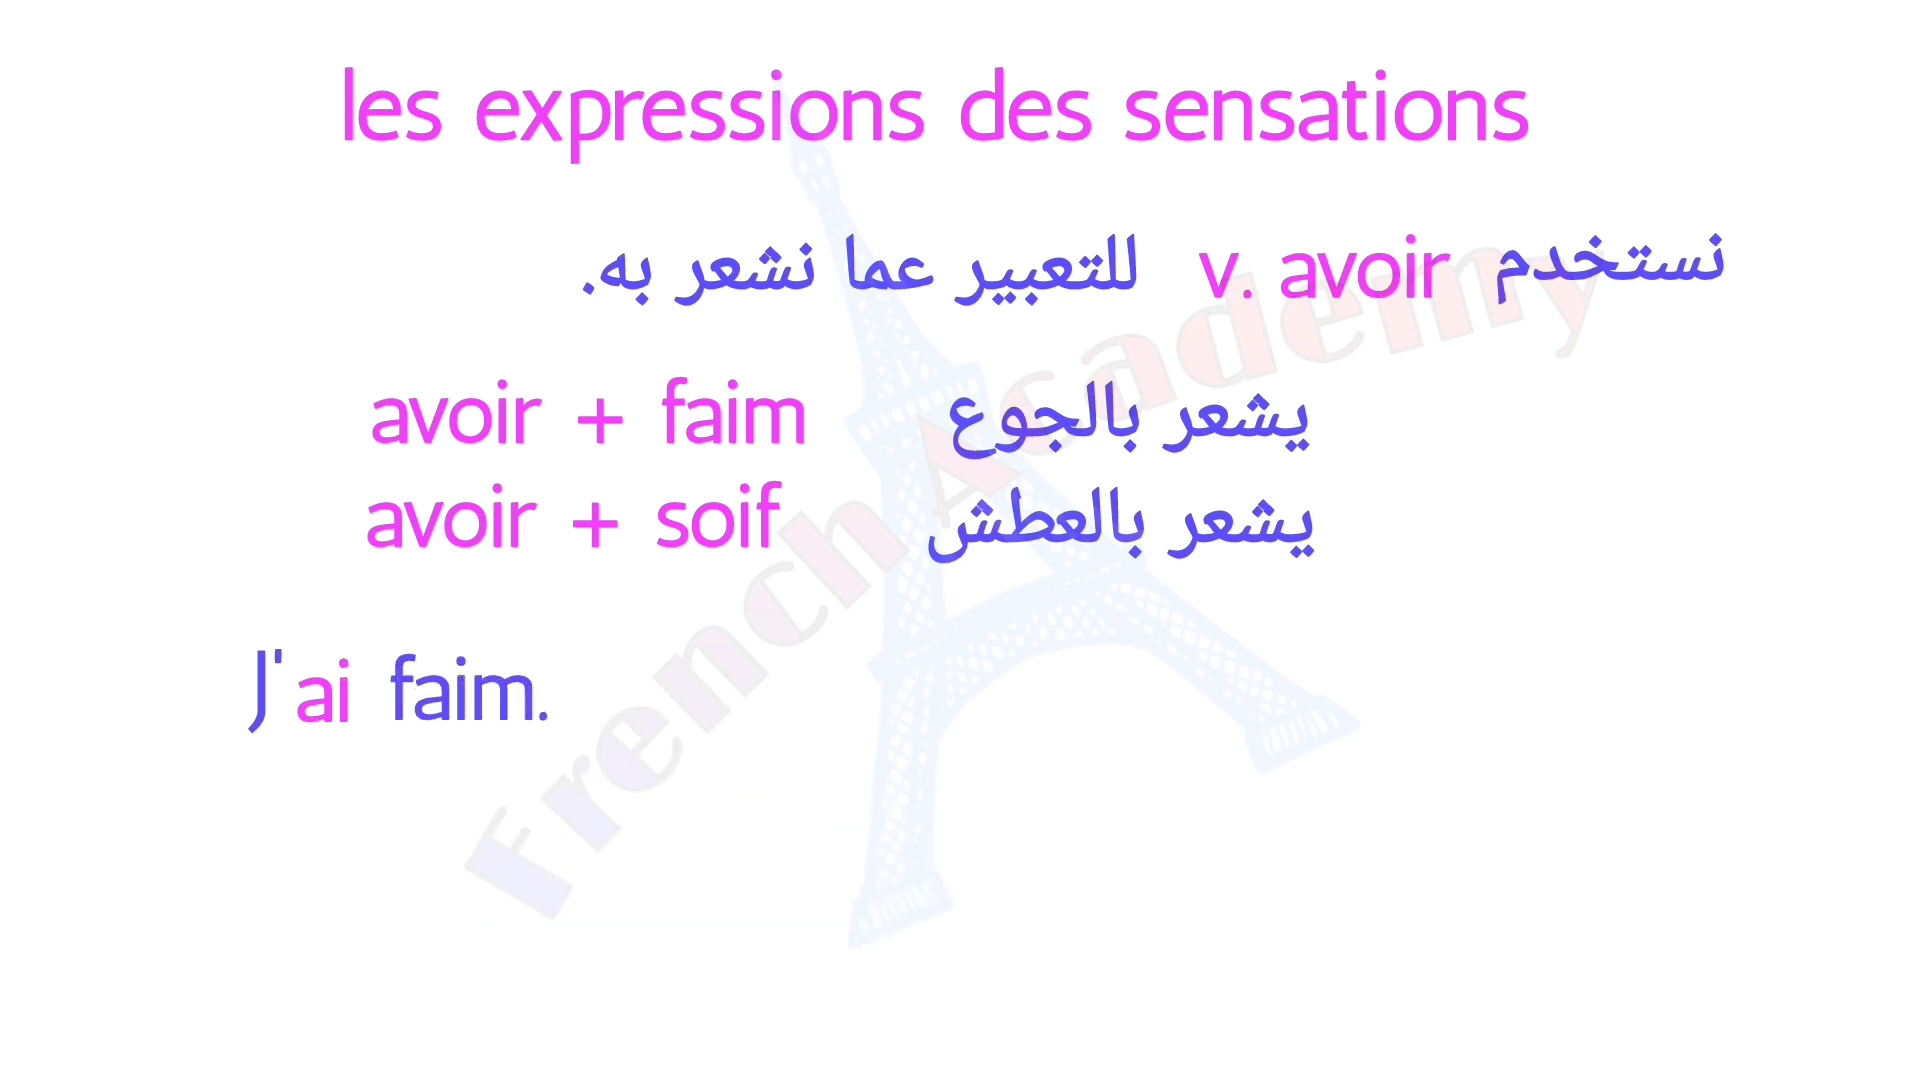 les expressions des sensations
نستخدم v. avoir للتعبير عما نشعر به.
avoir + faim يشعر بالجوع
avoir + soif يشعر بالعطش
J'ai faim.
French Academy